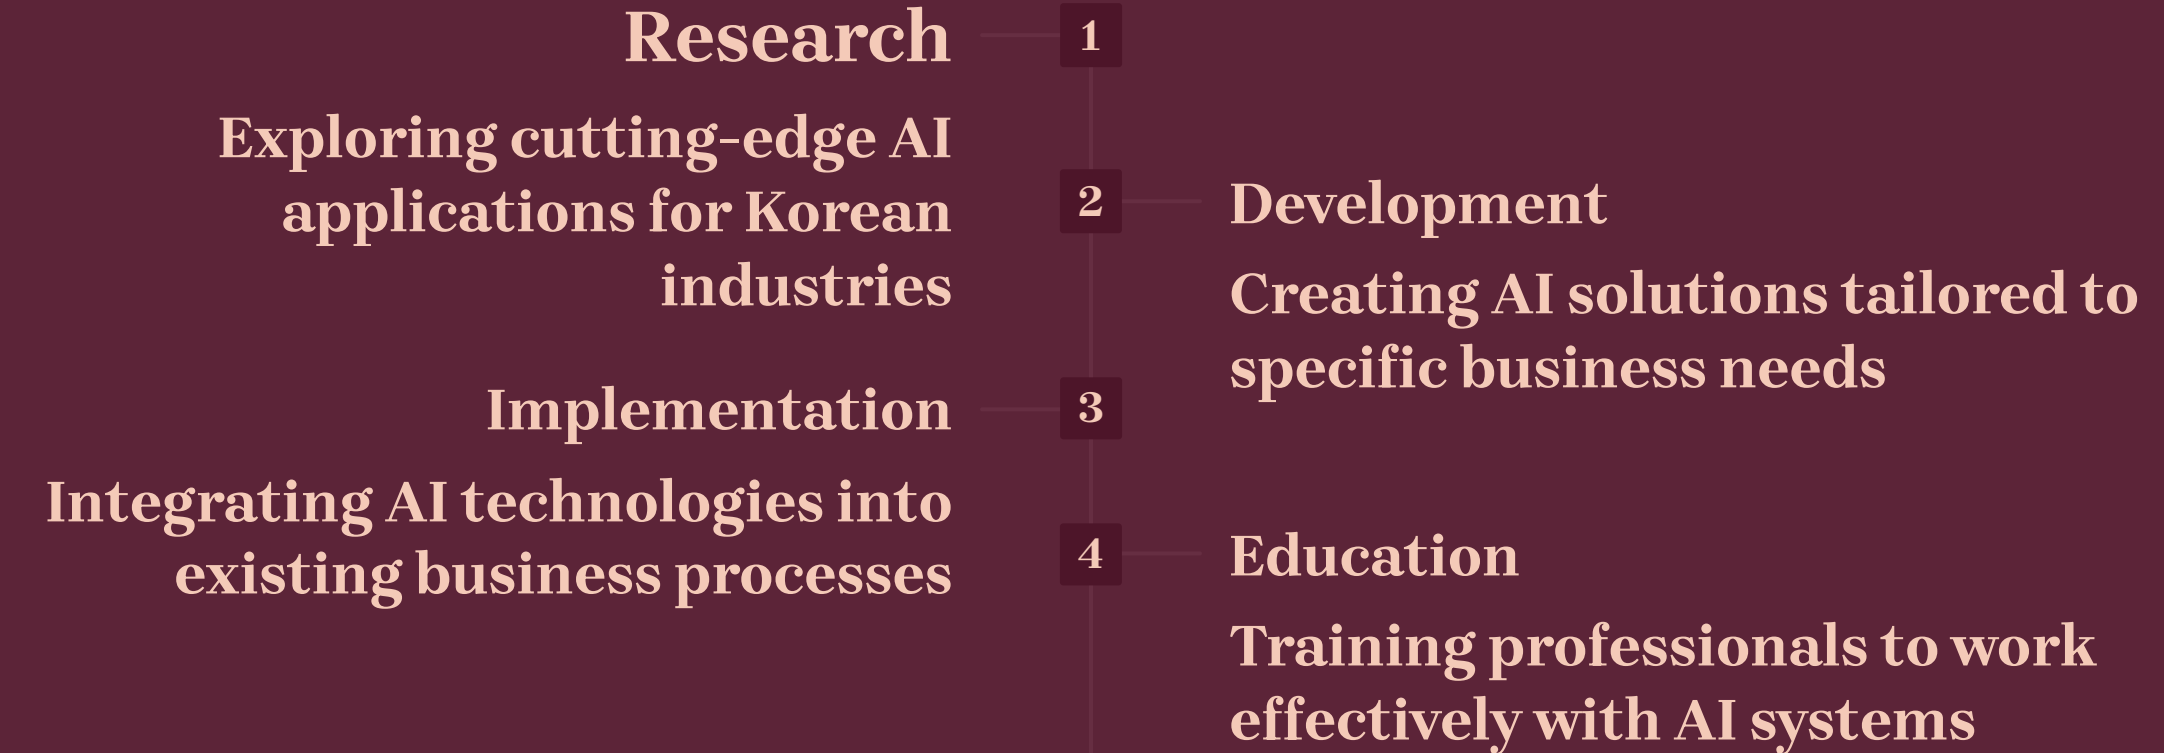 1
Research
Exploring cutting-edge AI
applications for Korean
industries
2
Development
Creating AI solutions tailored to
specific business needs
3
Implementation
Integrating AI technologies into
existing business processes
4
Education
Training professionals to work
effectively with AI systems